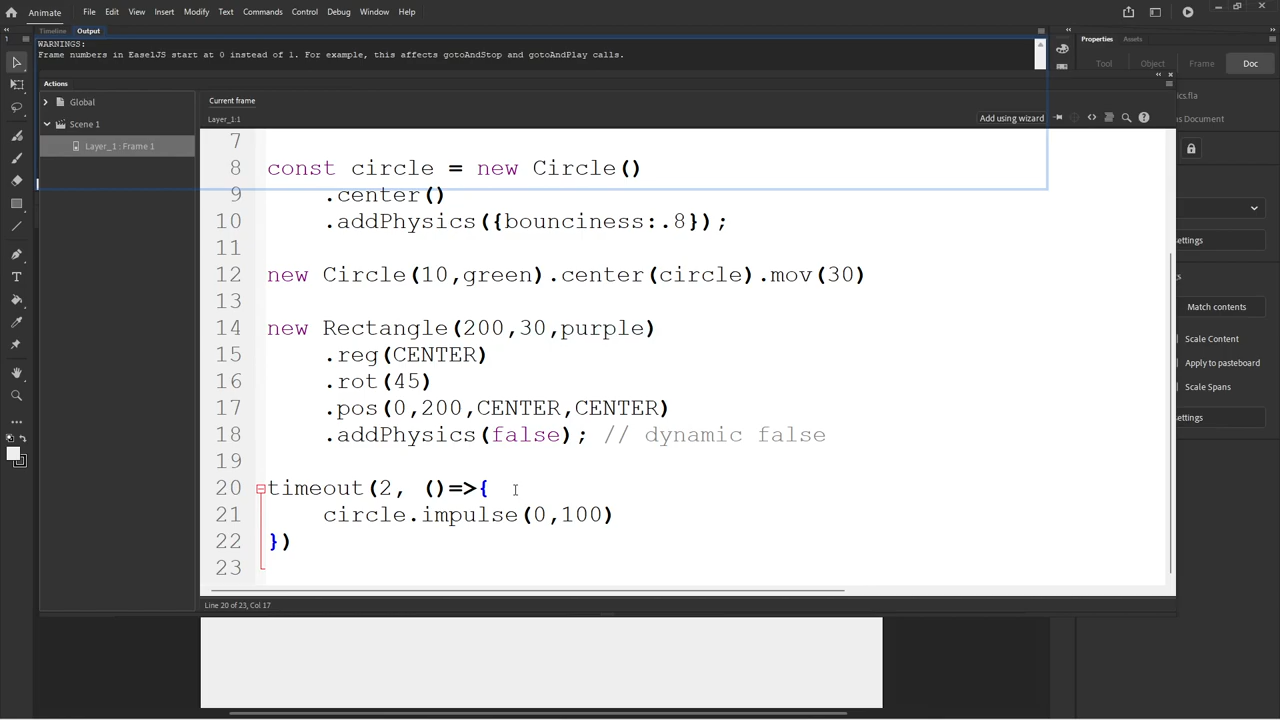 Animate
File
Edit
View
Insert
Modify
Text
Commands
Control
Debug
Window
Help
Timeline
Output
WARNINGS:
Frame numbers in EaselJS start at 0 instead of 1. For example, this affects gotoAndStop and gotoAndPlay calls.
Properties
Assets
Tool
Object
Frame
Doc
Actions
Global
Scene 1
Layer_1 : Frame 1
Current frame
Layer_1:1
Add using wizard
ics.fla
s Document
7
8 const circle = new Circle()
9 .center()
10 .addPhysics({bounciness:.8});
11
12 new Circle(10,green).center(circle).mov(30)
13
14 new Rectangle(200,30,purple)
15 .reg(CENTER)
16 .rot(45)
17 .pos(0,200,CENTER,CENTER)
18 .addPhysics(false); // dynamic false
19
20 timeout(2, ()=>{
21 circle.impulse(0,100)
22 })
23
ettings
Match contents
Scale Content
Apply to pasteboard
Scale Spans
ettings
Line 20 of 23, Col 17